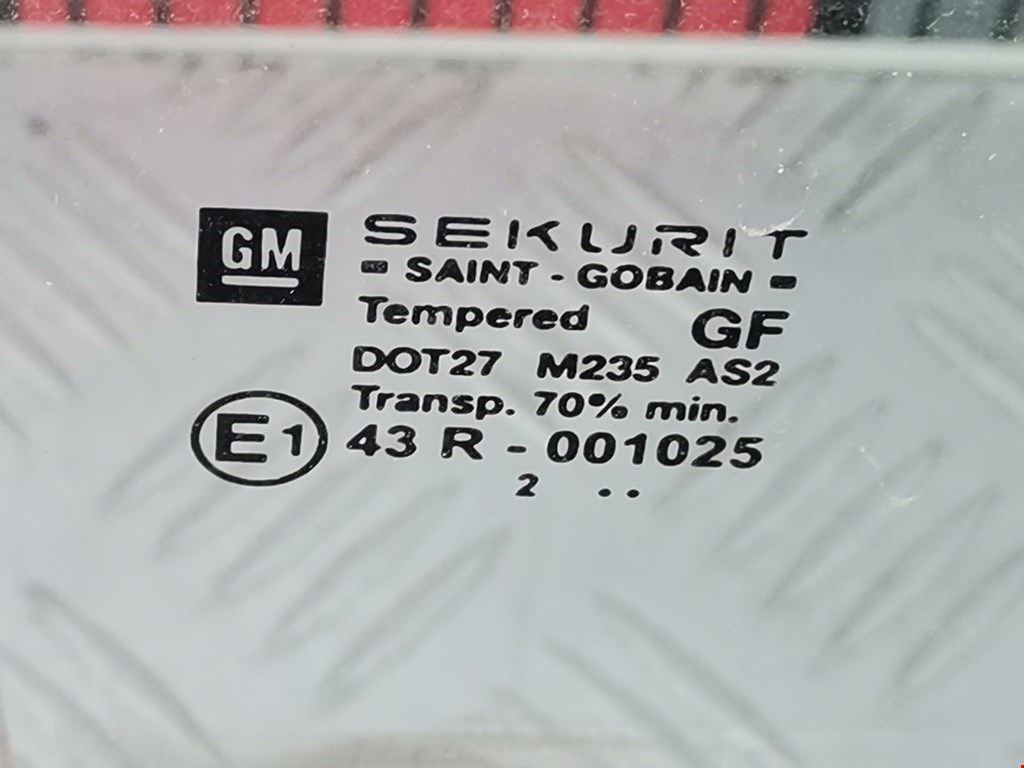 GM
SEKURIT
SAINT - GOBAIN
Tempered GF
DOT27 M235 AS2
Transp. 70% min.
E1 43 R - 001025
2 ..